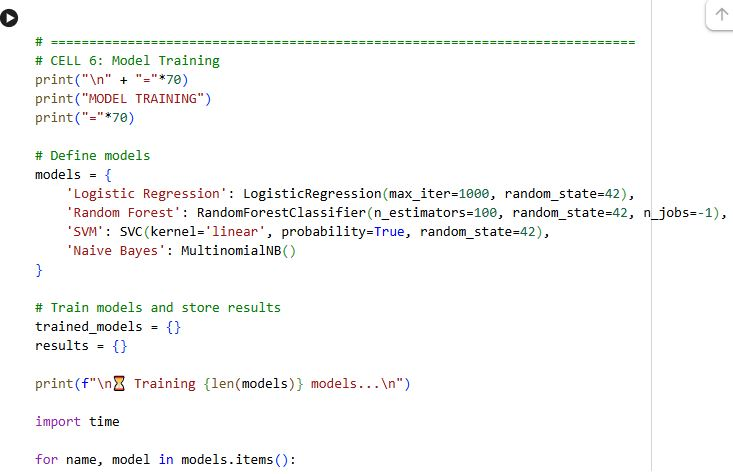 # ============================================================================
# CELL 6: Model Training
print("\n" + "="*70)
print("MODEL TRAINING")
print("="*70)
# Define models
models = {
    'Logistic Regression': LogisticRegression(max_iter=1000, random_state=42),
    'Random Forest': RandomForestClassifier(n_estimators=100, random_state=42, n_jobs=-1),
    'SVM': SVC(kernel='linear', probability=True, random_state=42),
    'Naive Bayes': MultinomialNB()
}
# Train models and store results
trained_models = {}
results = {}
print(f"\n⏳ Training {len(models)} models...\n")
import time
for name, model in models.items():